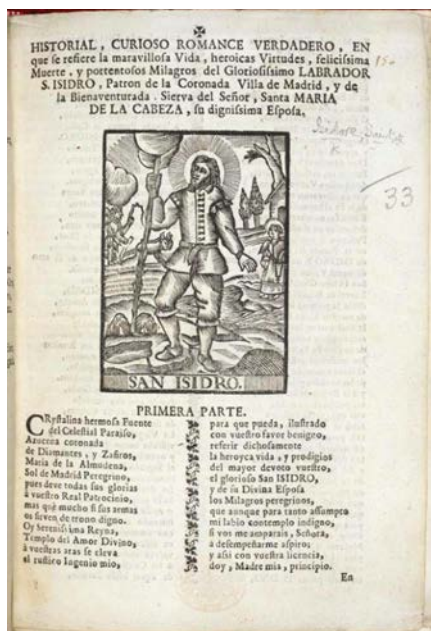 HISTORIAL, CURIOSO ROMANCE VERDADERO, EN
que se refiere la maravillosa Vida, heroicas Virtudes, felicissima
Muerte, y portentosos Milagros del Gloriosissimo LABRADOR
S. ISIDRO, Patron de la Coronada Villa de Madrid, y de
la Bienaventurada Sierva del Señor, Santa MARIA
DE LA CABEZA, su dignissima Esposa.
33
SAN ISIDRO.
PRIMERA PARTE.
CRystalina hermosa Fuente
del Celestial Paraiso,
Azucena coronada
de Diamantes, y Zafiros,
Maria de la Almudena,
Sol de Madrid Peregrino,
pues deve todas sus glorias
à vuestro Real Patrocinio,
mas què mucho si sus armas
os sirven de trono digno.
Oy Serenissima Reyna,
Templo del Amor Divino,
à vuestras aras se eleva
el rustico Ingenio mio,
para que pueda, ilustrado
con vuestro favor benigno,
referir dichosamente
la heroyca vida, y prodigios
del mayor devoto vuestro,
el glorioso San ISIDRO,
y de su Divina Esposa
los Milagros peregrinos,
que aunque para tanto assumpto
mi labio contemplo indigno,
si vos me amparais, Señora,
à desempeñarme aspiro;
y assi con vuestra licencia,
doy, Madre mia, principio.
En